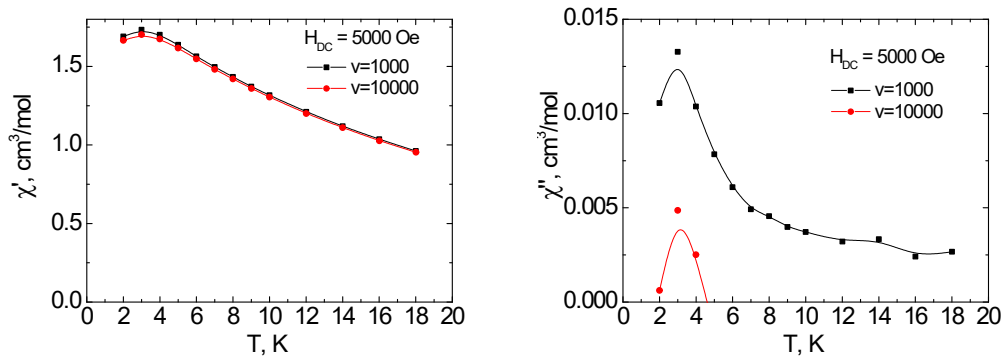 H_DC = 5000 Oe
v=1000
v=10000
1.5
1.0
0.5
0.0
χ', cm³/mol
0 2 4 6 8 10 12 14 16 18 20
T, K
0.015
H_DC = 5000 Oe
v=1000
v=10000
0.010
0.005
0.000
χ'', cm³/mol
0 2 4 6 8 10 12 14 16 18 20
T, K